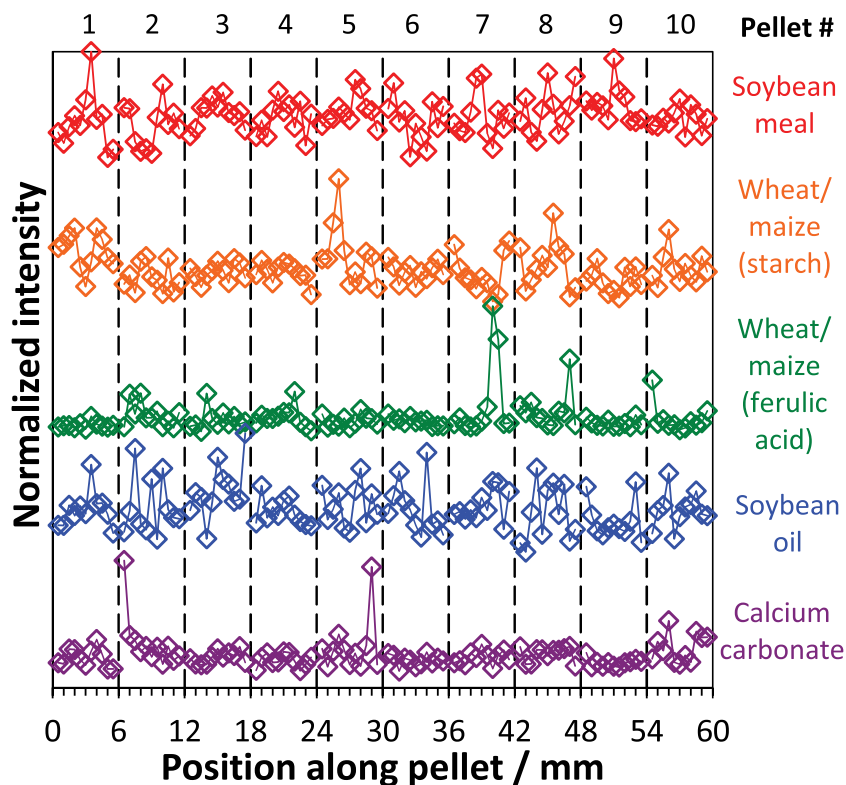 1 2 3 4 5 6 7 8 9 10 Pellet #
Soybean
meal
Wheat/
maize
(starch)
Wheat/
maize
(ferulic
acid)
Soybean
oil
Calcium
carbonate
Normalized intensity
0 6 12 18 24 30 36 42 48 54 60
Position along pellet / mm